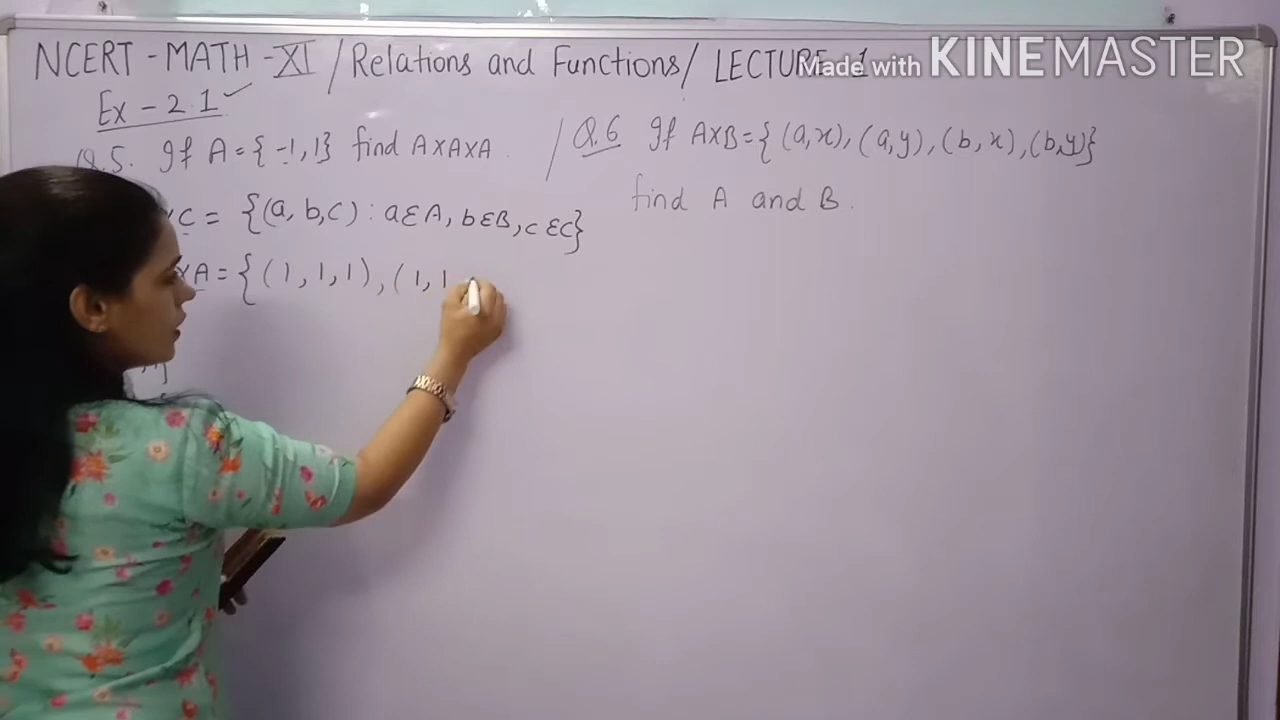 NCERT - MATH - XI / Relations and Functions / LECTURE 1
Made with KINEMASTER
Ex - 2.1 ✓
Q.5. If A = { -1, 1} find A×A×A
C = {(a, b, c) : a∈A, b∈B, c∈C}
×A = { (1, 1, 1), (1, 1
/ Q.6 If A×B = { (a, x), (a, y), (b, x), (b, y)}
find A and B.